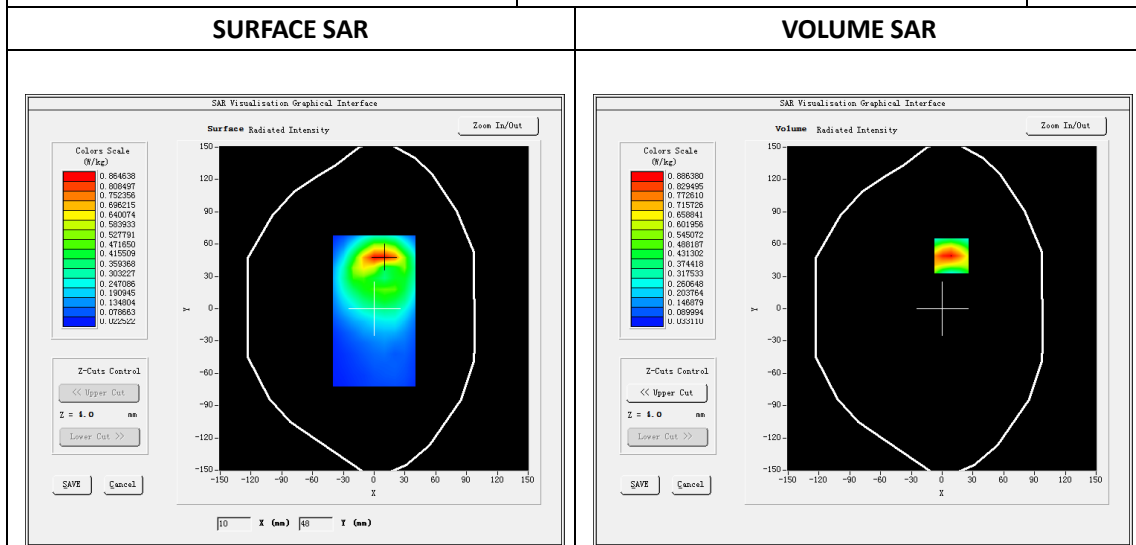 SURFACE SAR
VOLUME SAR
SAR Visualisation Graphical Interface
Surface Radiated Intensity
Zoom In/Out
Colors Scale
(W/kg)
0.864638
0.808497
0.752356
0.696215
0.640074
0.583933
0.527791
0.471650
0.415509
0.359368
0.303227
0.247086
0.190945
0.134804
0.078663
0.022522
Z-Cuts Control
<< Upper Cut
Z = 4.0 mm
Lower Cut >>
SAVE
Cancel
150
120
90
60
30
0
-30
-60
-90
-120
-150
Y
-150 -120 -90 -60 -30 0 30 60 90 120 150
X
10 X (mm) 48 Y (mm)
SAR Visualisation Graphical Interface
Volume Radiated Intensity
Zoom In/Out
Colors Scale
(W/kg)
0.886380
0.829495
0.772610
0.715726
0.658841
0.601956
0.545072
0.488187
0.431302
0.374418
0.317533
0.260648
0.203764
0.146879
0.089994
0.033110
Z-Cuts Control
<< Upper Cut
Z = 4.0 mm
Lower Cut >>
SAVE
Cancel
150
120
90
60
30
0
-30
-60
-90
-120
-150
Y
-150 -120 -90 -60 -30 0 30 60 90 120 150
X